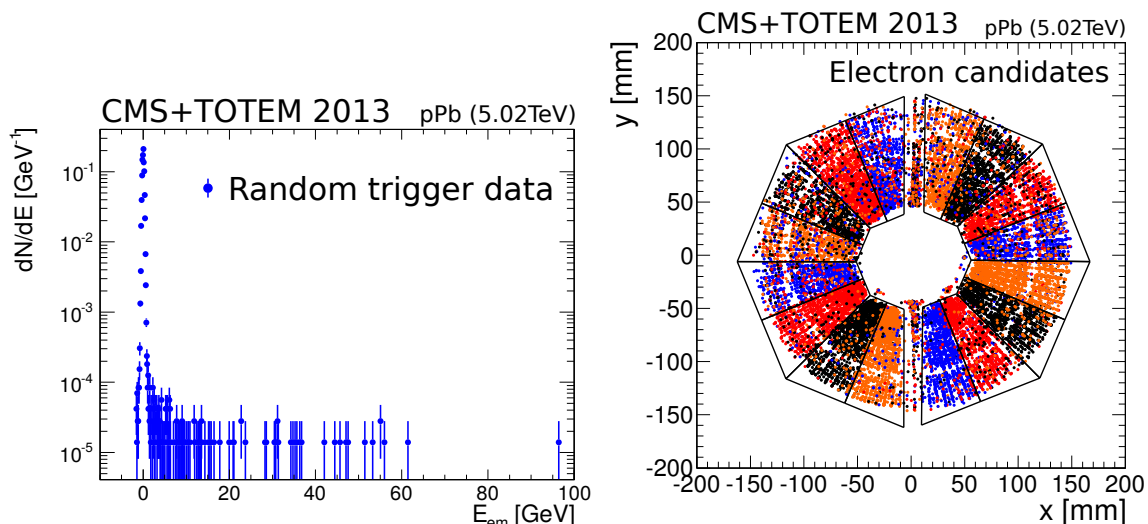 CMS+TOTEM 2013 pPb (5.02TeV)
dN/dE [GeV⁻¹]
10⁻¹
10⁻²
10⁻³
10⁻⁴
10⁻⁵
Random trigger data
0 20 40 60 80 100
E_em [GeV]
CMS+TOTEM 2013 pPb (5.02TeV)
y [mm]
Electron candidates
200
150
100
50
0
-50
-100
-150
-200
-200 -150 -100 -50 0 50 100 150 200
x [mm]